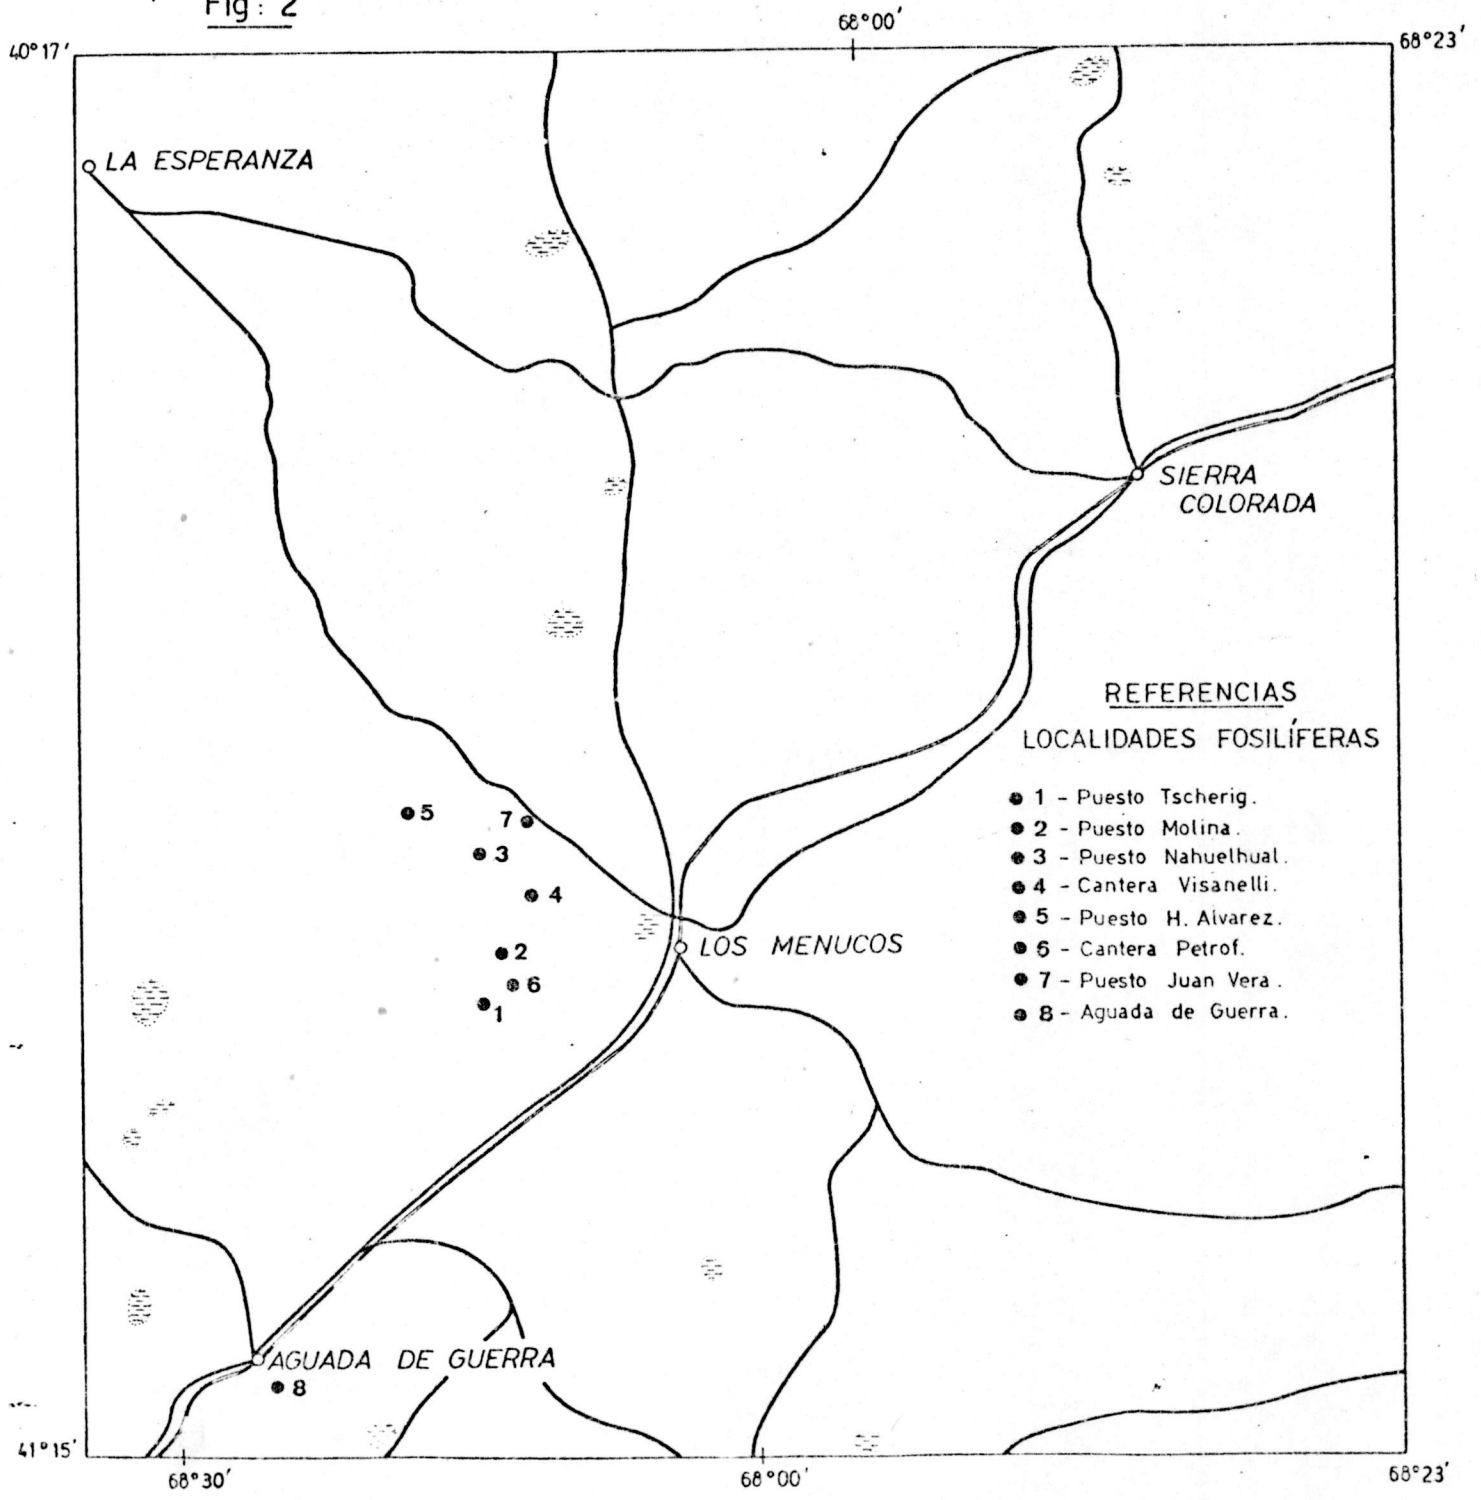 Fig: 2
68°00'
40°17'
68°23'
LA ESPERANZA
SIERRA
COLORADA
REFERENCIAS
LOCALIDADES FOSILÍFERAS
1 - Puesto Tscherig.
2 - Puesto Molina.
3 - Puesto Nahuelhual.
4 - Cantera Visanelli.
5 - Puesto H. Alvarez.
6 - Cantera Petrof.
7 - Puesto Juan Vera.
8 - Aguada de Guerra.
5
7
3
4
2
6
1
LOS MENUCOS
AGUADA DE GUERRA
8
41°15'
68°30'
68°00'
68°23'